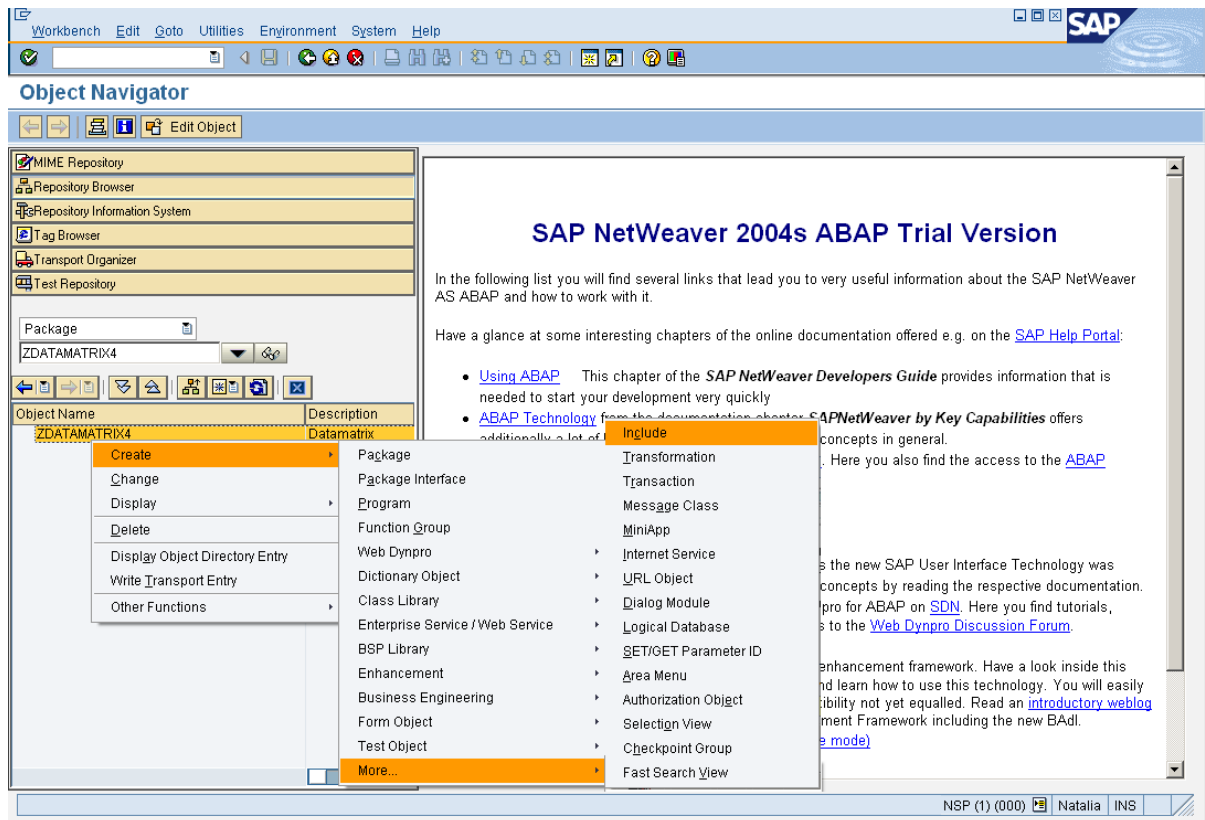 Workbench Edit Goto Utilities Environment System Help
SAP
Object Navigator
Edit Object
MIME Repository
Repository Browser
Repository Information System
Tag Browser
Transport Organizer
Test Repository
Package
ZDATAMATRIX4
Object Name Description
ZDATAMATRIX4 Datamatrix
Create
Change
Display
Delete
Display Object Directory Entry
Write Transport Entry
Other Functions
Package
Package Interface
Program
Function Group
Web Dynpro
Dictionary Object
Class Library
Enterprise Service / Web Service
BSP Library
Enhancement
Business Engineering
Form Object
Test Object
More...
Include
Transformation
Transaction
Message Class
MiniApp
Internet Service
URL Object
Dialog Module
Logical Database
SET/GET Parameter ID
Area Menu
Authorization Object
Selection View
Checkpoint Group
Fast Search View
SAP NetWeaver 2004s ABAP Trial Version
In the following list you will find several links that lead you to very useful information about the SAP NetWeaver
AS ABAP and how to work with it.
Have a glance at some interesting chapters of the online documentation offered e.g. on the SAP Help Portal:
• Using ABAP This chapter of the SAP NetWeaver Developers Guide provides information that is
needed to start your development very quickly
• ABAP Technology from the documentation chapter SAPNetWeaver by Key Capabilities offers
additionally a lot of concepts in general.
. Here you also find the access to the ABAP
s the new SAP User Interface Technology was
concepts by reading the respective documentation.
pro for ABAP on SDN. Here you find tutorials,
s to the Web Dynpro Discussion Forum.
enhancement framework. Have a look inside this
nd learn how to use this technology. You will easily
ibility not yet equalled. Read an introductory weblog
ment Framework including the new BAdI.
e mode)
NSP (1) (000) Natalia INS